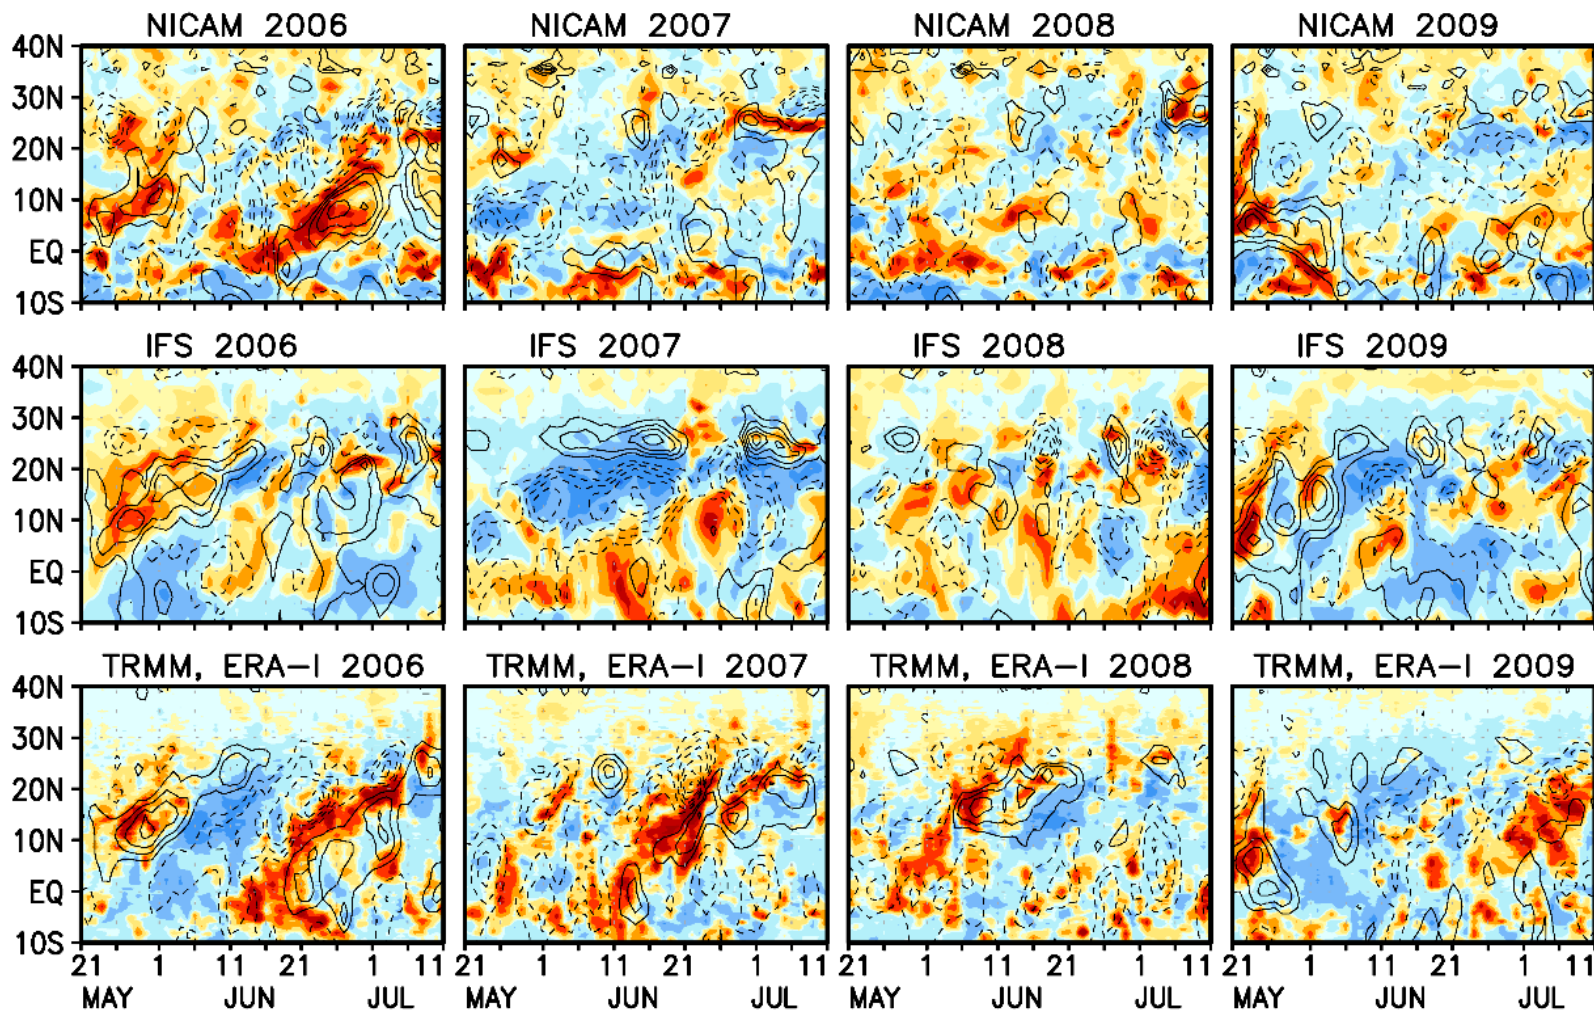 NICAM 2006 NICAM 2007 NICAM 2008 NICAM 2009
40N
30N
20N
10N
EQ
10S
IFS 2006 IFS 2007 IFS 2008 IFS 2009
40N
30N
20N
10N
EQ
10S
TRMM, ERA-I 2006 TRMM, ERA-I 2007 TRMM, ERA-I 2008 TRMM, ERA-I 2009
40N
30N
20N
10N
EQ
10S
21 1 11 21 1 11 21 1 11 21 1 11 21 1 11 21 1 11 21 1 11 21 1 11
MAY JUN JUL MAY JUN JUL MAY JUN JUL MAY JUN JUL